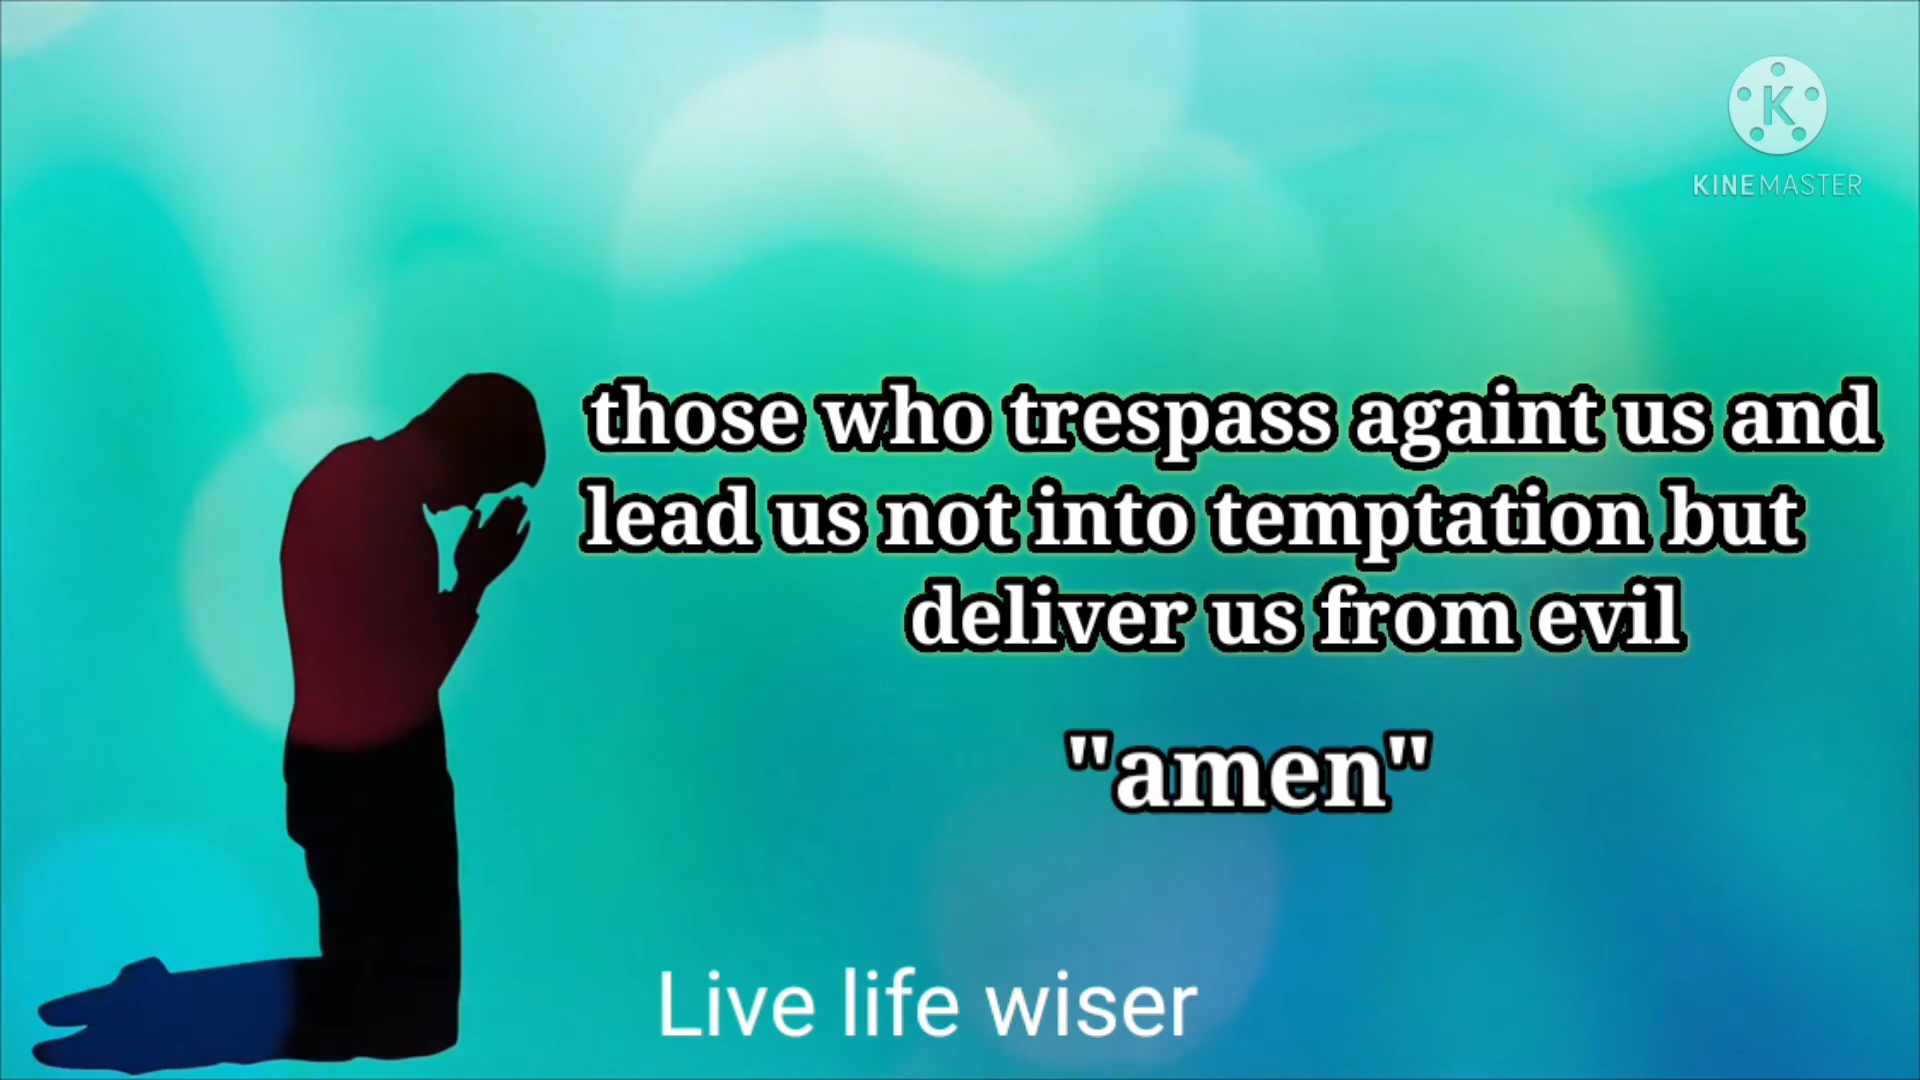 K
KINEMASTER
those who trespass againt us and
lead us not into temptation but
deliver us from evil
"amen"
Live life wiser